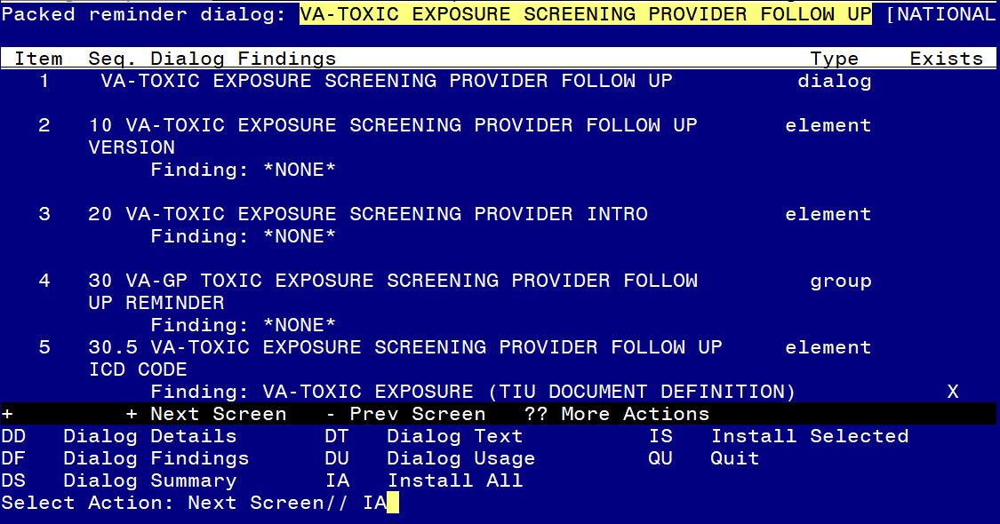 Packed reminder dialog: VA-TOXIC EXPOSURE SCREENING PROVIDER FOLLOW UP [NATIONAL
Item Seq. Dialog Findings Type Exists
1 VA-TOXIC EXPOSURE SCREENING PROVIDER FOLLOW UP dialog
2 10 VA-TOXIC EXPOSURE SCREENING PROVIDER FOLLOW UP element
VERSION
Finding: *NONE*
3 20 VA-TOXIC EXPOSURE SCREENING PROVIDER INTRO element
Finding: *NONE*
4 30 VA-GP TOXIC EXPOSURE SCREENING PROVIDER FOLLOW group
UP REMINDER
Finding: *NONE*
5 30.5 VA-TOXIC EXPOSURE SCREENING PROVIDER FOLLOW UP element
ICD CODE
Finding: VA-TOXIC EXPOSURE (TIU DOCUMENT DEFINITION) X
+ + Next Screen - Prev Screen ?? More Actions
DD Dialog Details DT Dialog Text IS Install Selected
DF Dialog Findings DU Dialog Usage QU Quit
DS Dialog Summary IA Install All
Select Action: Next Screen// IA